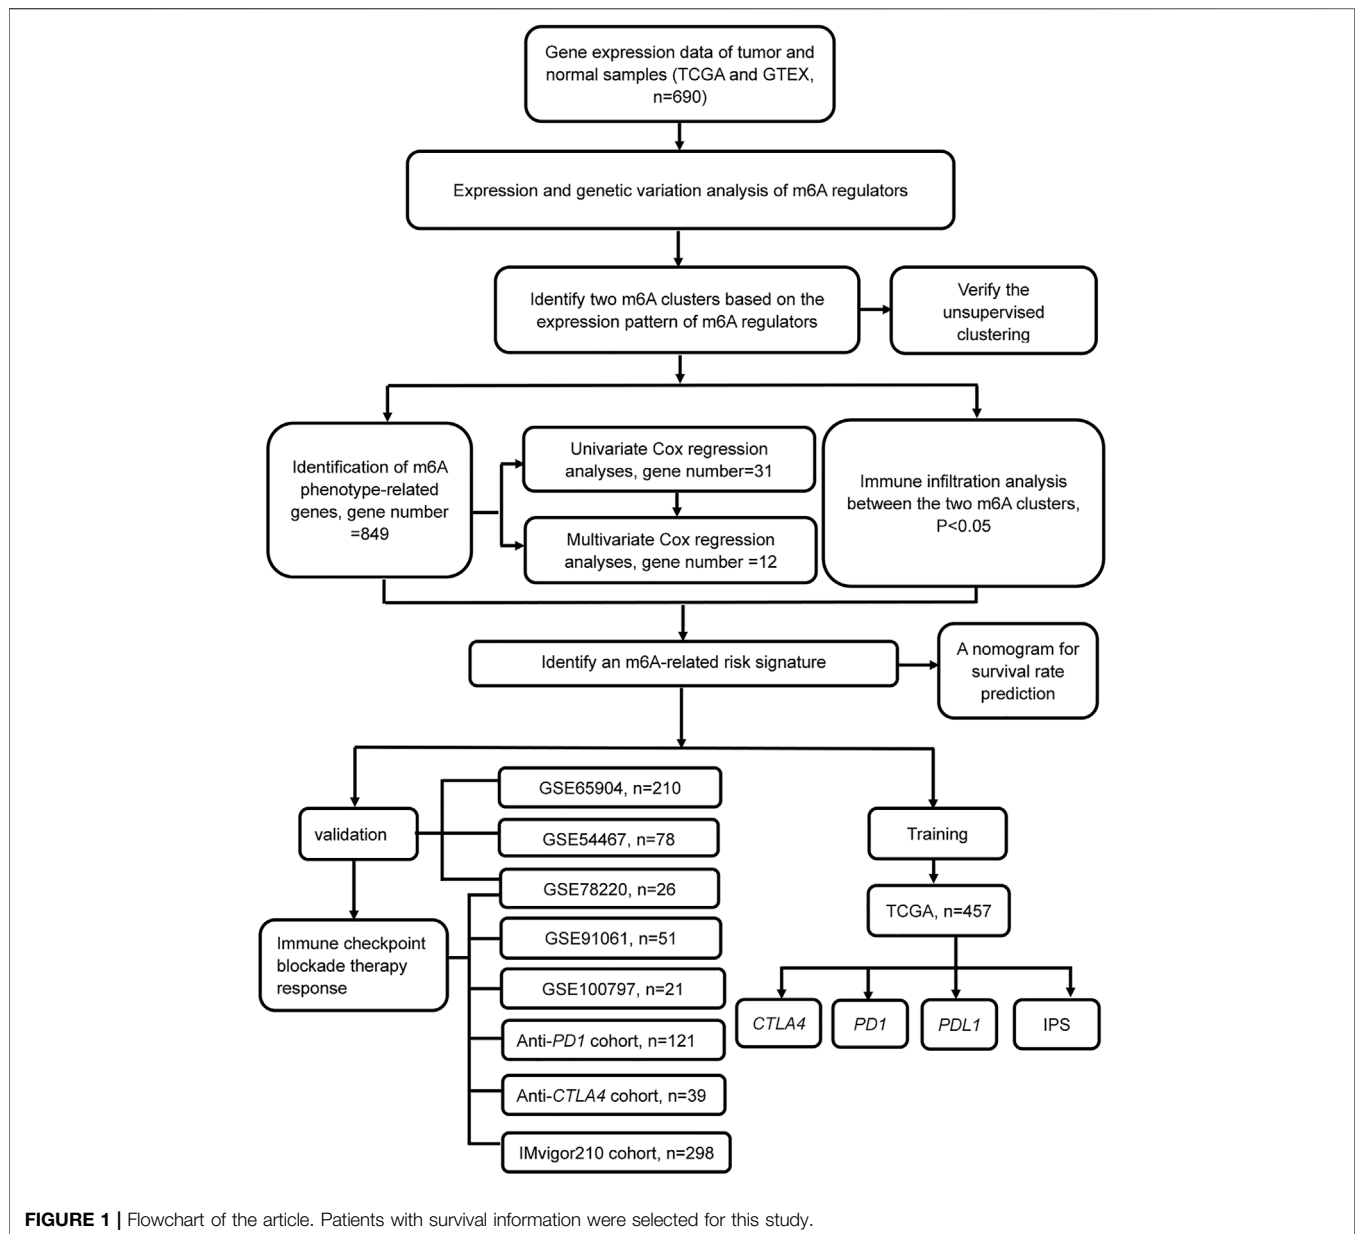 Gene expression data of tumor and
normal samples (TCGA and GTEX,
n=690)
Expression and genetic variation analysis of m6A regulators
Identify two m6A clusters based on the
expression pattern of m6A regulators
Verify the
unsupervised
clustering
Identification of m6A
phenotype-related
genes, gene number
=849
Univariate Cox regression
analyses, gene number=31
Multivariate Cox regression
analyses, gene number =12
Immune infiltration analysis
between the two m6A clusters,
P<0.05
Identify an m6A-related risk signature
A nomogram for
survival rate
prediction
validation
Immune checkpoint
blockade therapy
response
GSE65904, n=210
GSE54467, n=78
GSE78220, n=26
GSE91061, n=51
GSE100797, n=21
Anti-PD1 cohort, n=121
Anti-CTLA4 cohort, n=39
IMvigor210 cohort, n=298
Training
TCGA, n=457
CTLA4
PD1
PDL1
IPS
FIGURE 1 | Flowchart of the article. Patients with survival information were selected for this study.